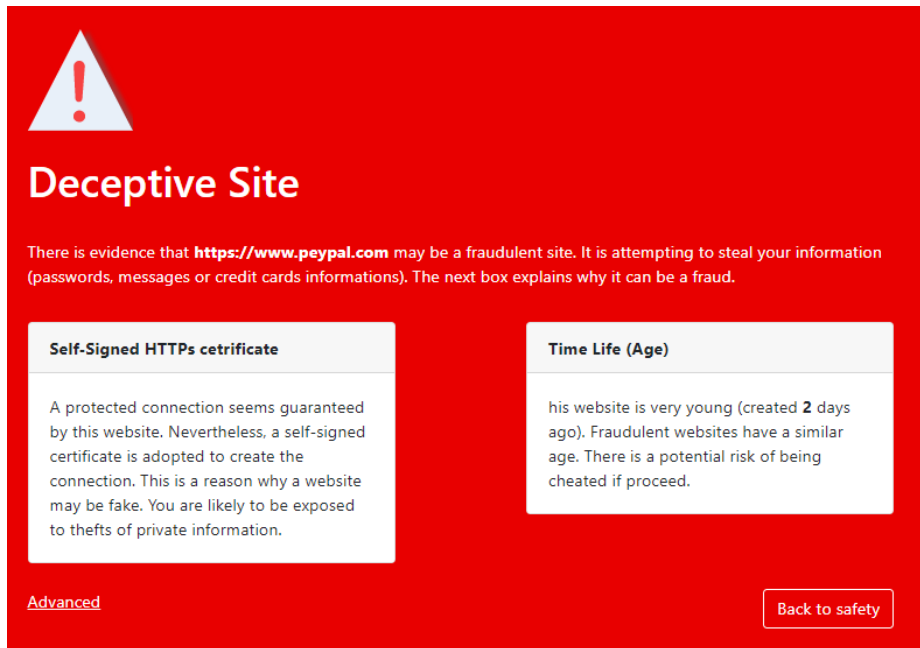 Deceptive Site
There is evidence that https://www.peypal.com may be a fraudulent site. It is attempting to steal your information
(passwords, messages or credit cards informations). The next box explains why it can be a fraud.
Self-Signed HTTPs cetrificate
A protected connection seems guaranteed
by this website. Nevertheless, a self-signed
certificate is adopted to create the
connection. This is a reason why a website
may be fake. You are likely to be exposed
to thefts of private information.
Time Life (Age)
his website is very young (created 2 days
ago). Fraudulent websites have a similar
age. There is a potential risk of being
cheated if proceed.
Advanced
Back to safety